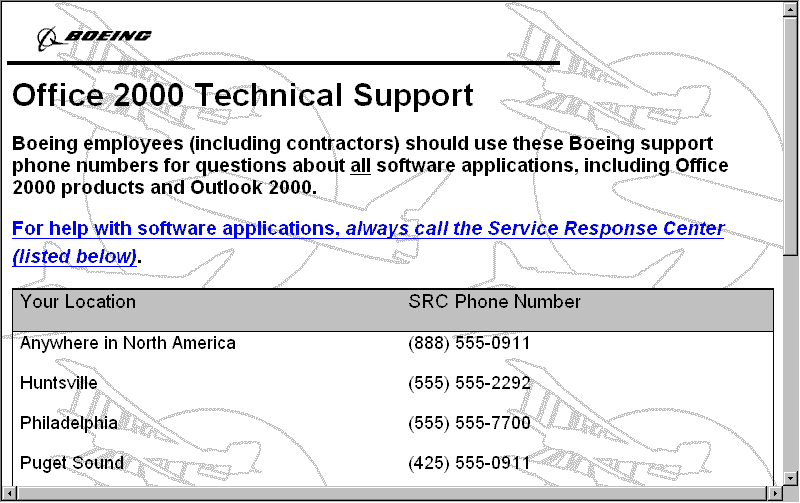 BOEING
Office 2000 Technical Support
Boeing employees (including contractors) should use these Boeing support
phone numbers for questions about all software applications, including Office
2000 products and Outlook 2000.
For help with software applications, always call the Service Response Center
(listed below).
Your Location SRC Phone Number
Anywhere in North America (888) 555-0911
Huntsville (555) 555-2292
Philadelphia (555) 555-7700
Puget Sound (425) 555-0911